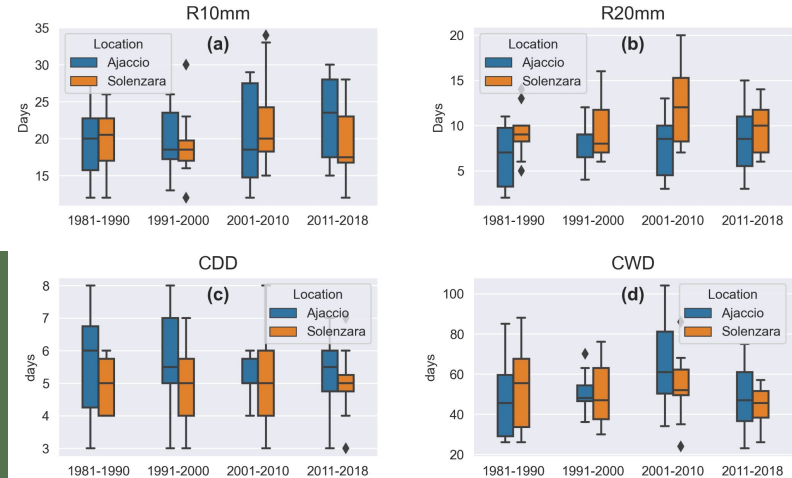 R10mm
35
30
25
20
15
Days
(a)
Location
Ajaccio
Solenzara
1981-1990 1991-2000 2001-2010 2011-2018
R20mm
20
15
10
5
Days
(b)
Location
Ajaccio
Solenzara
1981-1990 1991-2000 2001-2010 2011-2018
CDD
8
7
6
5
4
3
days
(c)
Location
Ajaccio
Solenzara
1981-1990 1991-2000 2001-2010 2011-2018
CWD
100
80
60
40
20
days
(d)
Location
Ajaccio
Solenzara
1981-1990 1991-2000 2001-2010 2011-2018